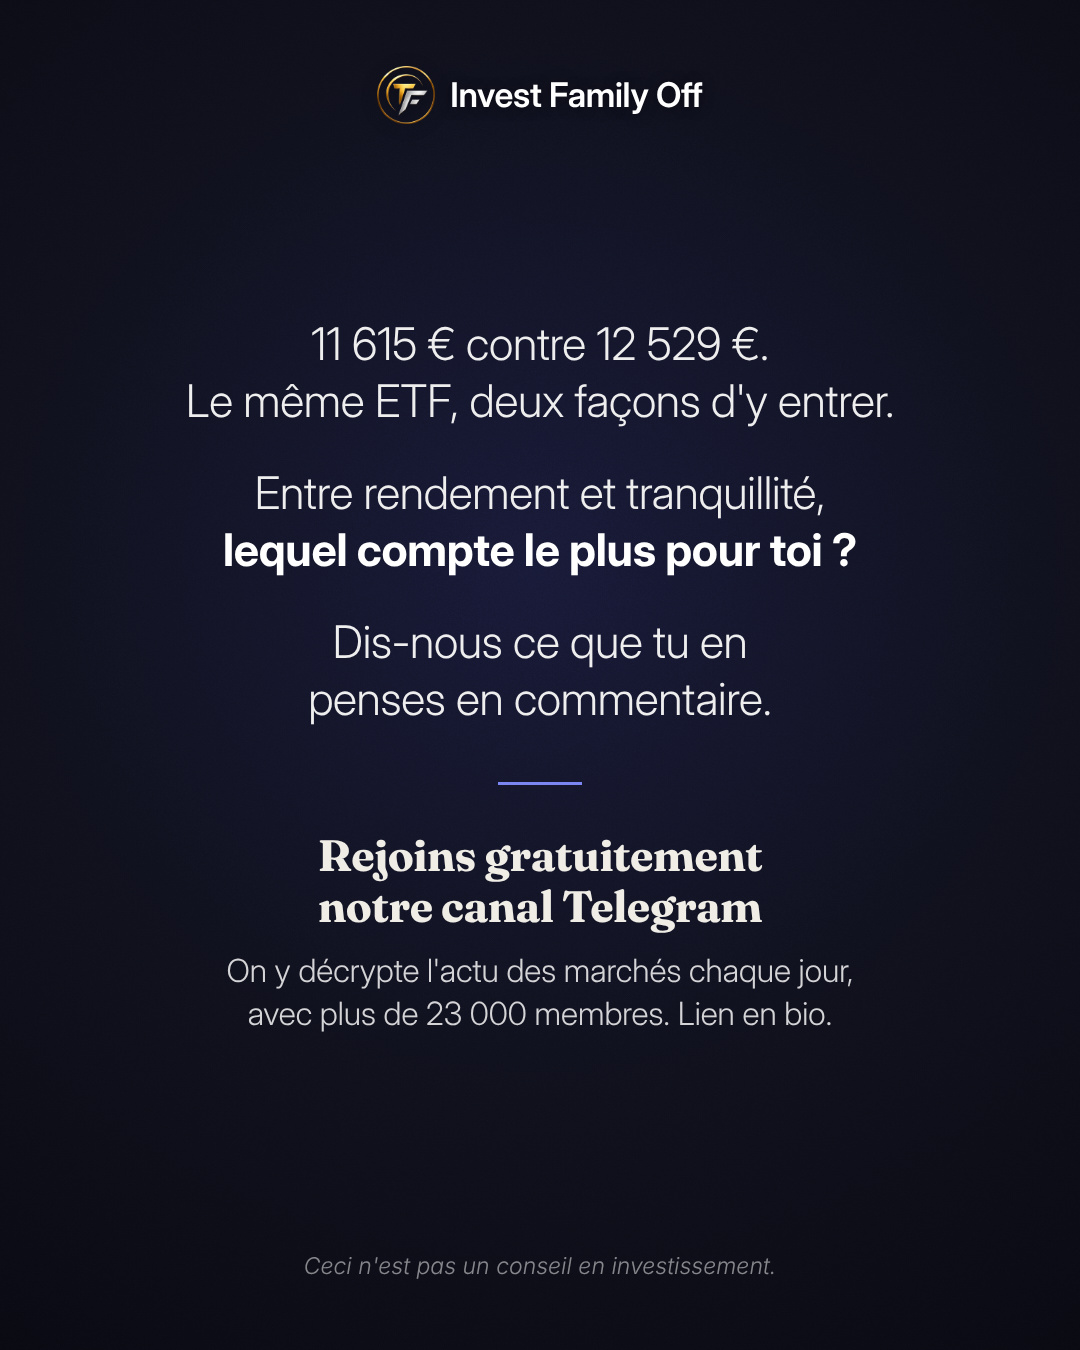 TF Invest Family Off
11 615 € contre 12 529 €.
Le même ETF, deux façons d'y entrer.
Entre rendement et tranquillité,
lequel compte le plus pour toi ?
Dis-nous ce que tu en
penses en commentaire.
Rejoins gratuitement
notre canal Telegram
On y décrypte l'actu des marchés chaque jour,
avec plus de 23 000 membres. Lien en bio.
Ceci n'est pas un conseil en investissement.